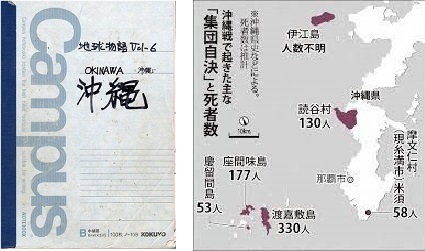 地球物語 Vol-6
OKINAWA
沖縄
Campus
B
KOKUYO
沖縄戦で起きた主な
「集団自決」と死者数
※沖縄県史などによる。
死者数は推計
10km
伊江島
人数不明
沖縄県
読谷村
130人
摩文仁村
(現糸満市)米須
58人
那覇市
座間味島
177人
慶留間島
53人
渡嘉敷島
330人